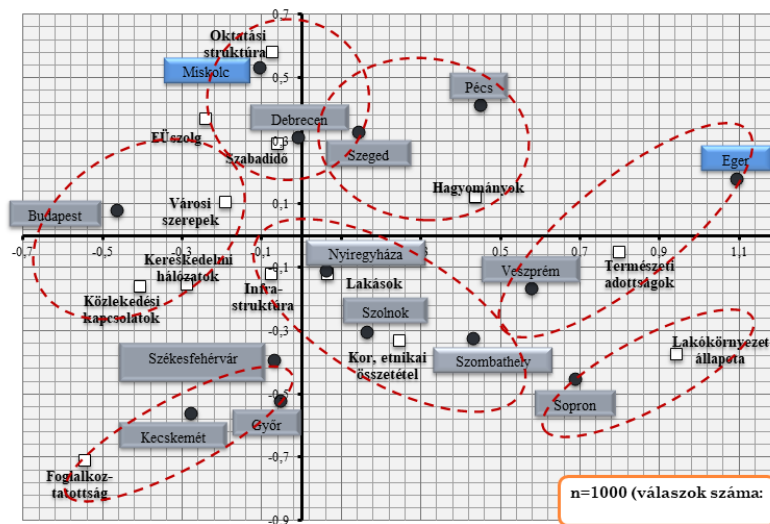 0,7
Oktatási
struktúra
Miskolc
0,5
Pécs
Debrecen
EÜszolg
0,3
Szabadidő
Szeged
Eger
Hagyományok
Városi
szerepek
0,1
Budapest
-0,7
-0,5
-0,3
-0,1
0,1
0,3
0,5
0,7
0,9
1,1
Nyíregyháza
Veszprém
Természeti
adottságok
Kereskedelmi
hálózatok
-0,1
Infra-
struktúra
Lakások
Közlekedési
kapcsolatok
Szolnok
-0,3
Lakókörnyezet
állapota
Székesfehérvár
Kor, etnikai
összetétel
Szombathely
-0,5
Sopron
Győr
Kecskemét
-0,7
Foglalkoz-
tatottság
n=1000 (válaszok száma:
-0,9